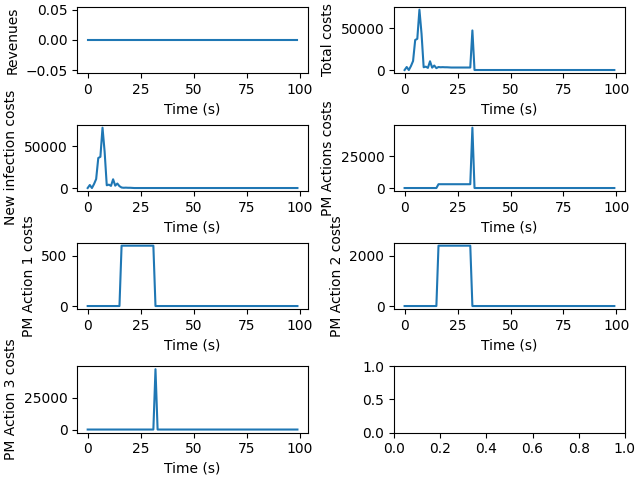 Revenues
0.05
0.00
−0.05
0 25 50 75 100
Time (s)
Total costs
50000
0
0 25 50 75 100
Time (s)
New infection costs
50000
0
0 25 50 75 100
Time (s)
PM Actions costs
25000
0
0 25 50 75 100
Time (s)
PM Action 1 costs
500
0
0 25 50 75 100
Time (s)
PM Action 2 costs
2000
0
0 25 50 75 100
Time (s)
PM Action 3 costs
25000
0
0 25 50 75 100
Time (s)
1.0
0.5
0.0
0.0 0.2 0.4 0.6 0.8 1.0